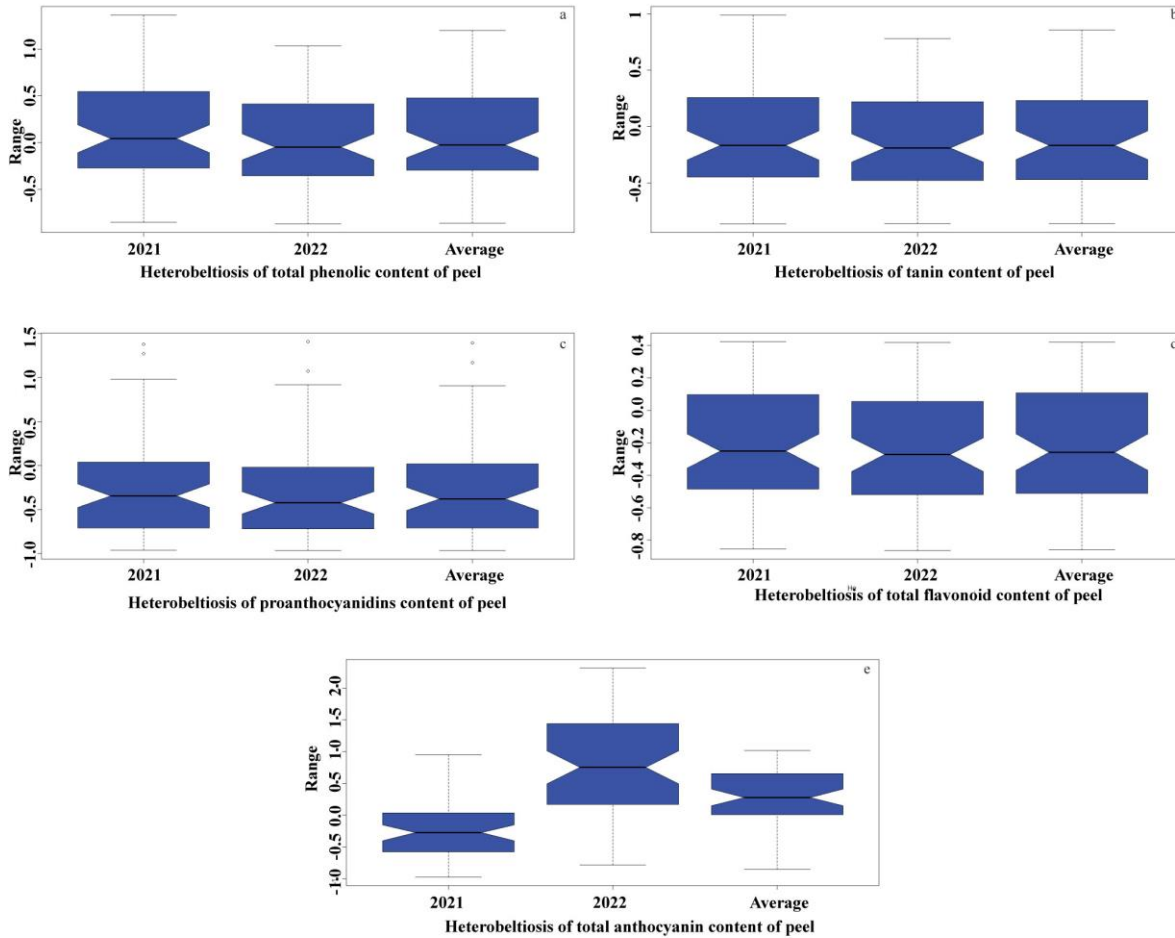 a
Range
1.0
0.5
0.0
-0.5
2021 2022 Average
Heterobeltiosis of total phenolic content of peel
b
Range
1
0.5
0.0
-0.5
2021 2022 Average
Heterobeltiosis of tanin content of peel
c
Range
1.5
1.0
0.5
0.0
-0.5
-1.0
2021 2022 Average
Heterobeltiosis of proanthocyanidins content of peel
d
Range
0.4
0.2
0.0
-0.2
-0.4
-0.6
-0.8
2021 2022 Average
Heterobeltiosis of total flavonoid content of peel
e
Range
2-0
1-5
1-0
0-5
0.0
-0-5
-1-0
2021 2022 Average
Heterobeltiosis of total anthocyanin content of peel